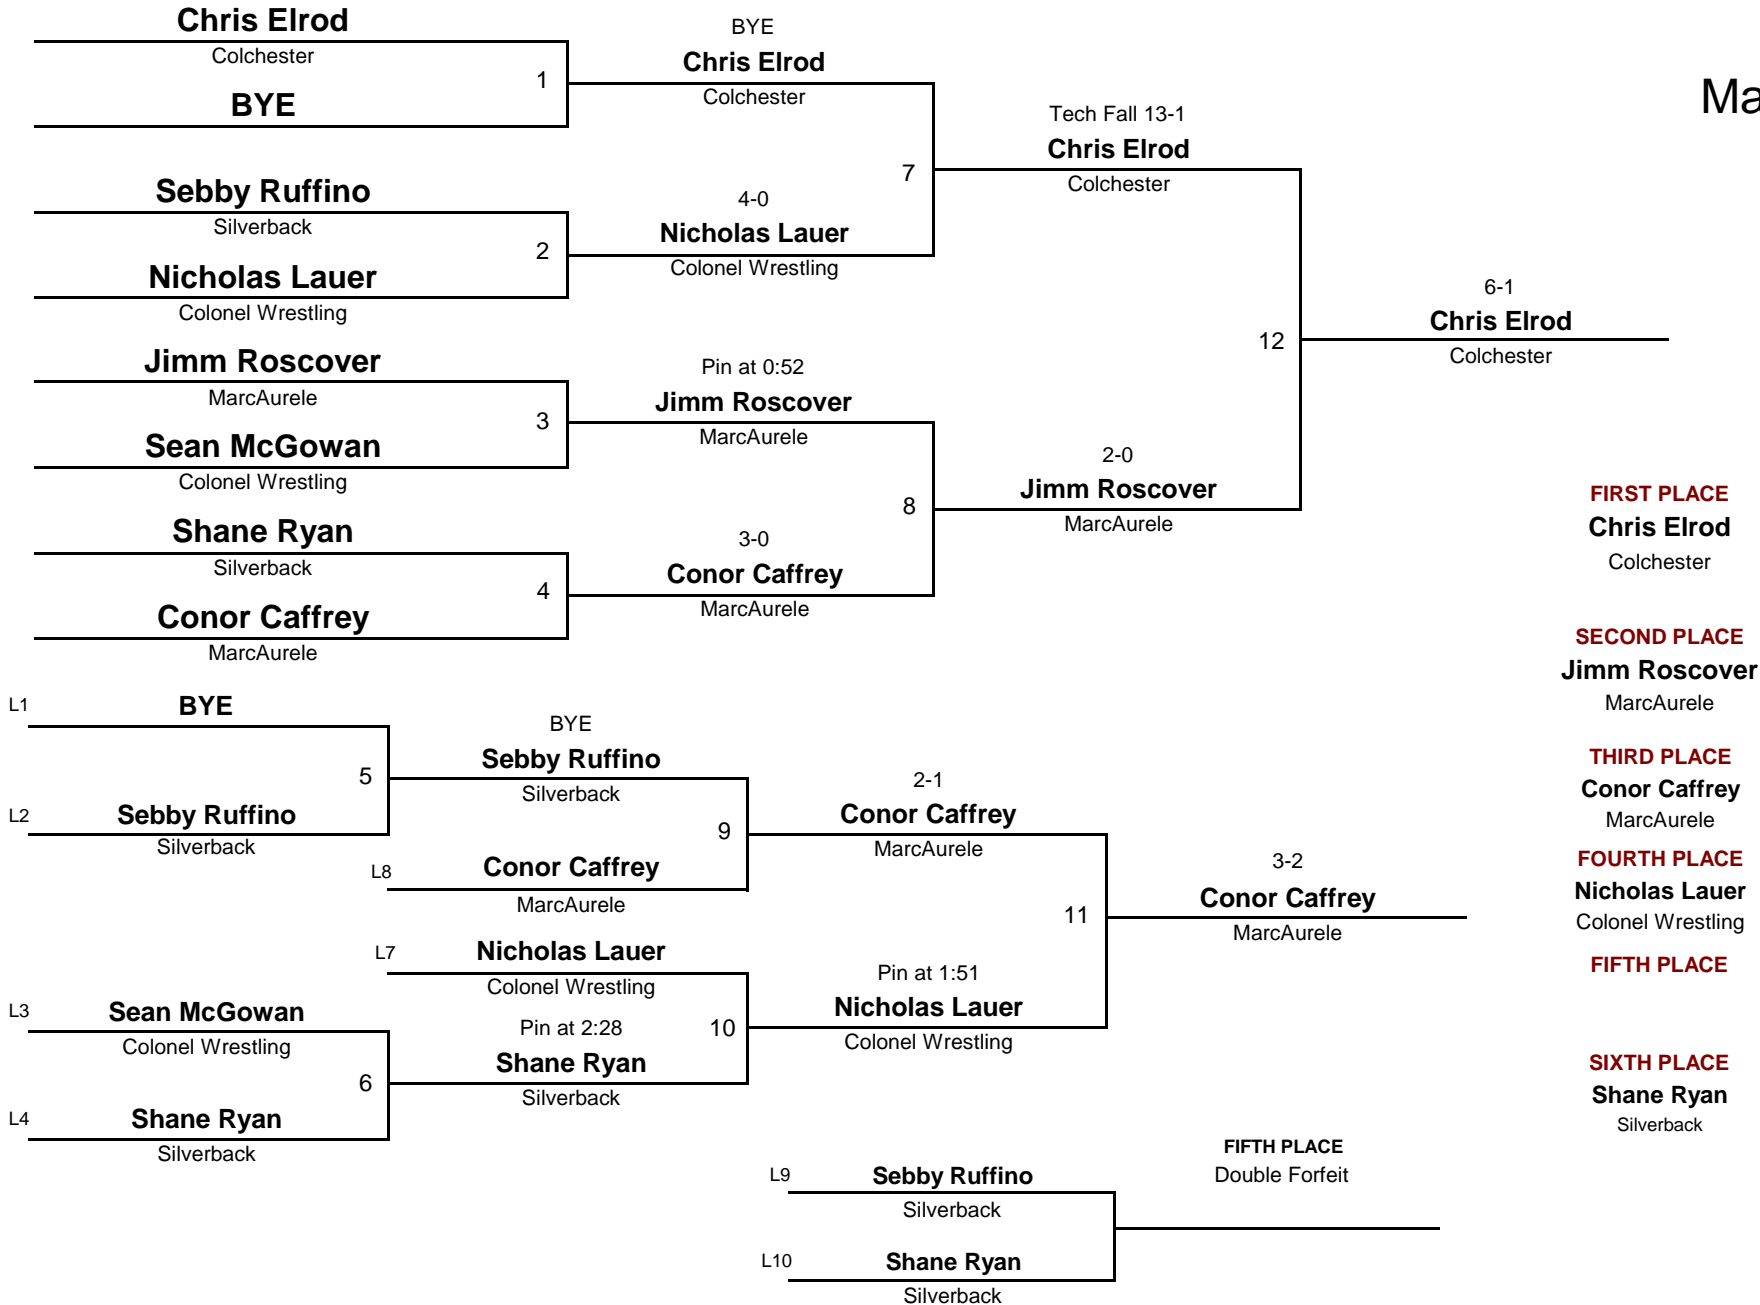 Chris Elrod
Colchester
1
BYE
BYE
Chris Elrod
Colchester
Sebby Ruffino
Silverback
2
Nicholas Lauer
Colonel Wrestling
4-0
Nicholas Lauer
Colonel Wrestling
7
Tech Fall 13-1
Chris Elrod
Colchester
Ma
Jimm Roscover
MarcAurele
3
Sean McGowan
Colonel Wrestling
Pin at 0:52
Jimm Roscover
MarcAurele
Shane Ryan
Silverback
4
Conor Caffrey
MarcAurele
3-0
Conor Caffrey
MarcAurele
8
2-0
Jimm Roscover
MarcAurele
12
6-1
Chris Elrod
Colchester
FIRST PLACE
Chris Elrod
Colchester
SECOND PLACE
Jimm Roscover
MarcAurele
THIRD PLACE
Conor Caffrey
MarcAurele
FOURTH PLACE
Nicholas Lauer
Colonel Wrestling
FIFTH PLACE
SIXTH PLACE
Shane Ryan
Silverback
L1
BYE
5
L2
Sebby Ruffino
Silverback
BYE
Sebby Ruffino
Silverback
9
L8
Conor Caffrey
MarcAurele
2-1
Conor Caffrey
MarcAurele
L7
Nicholas Lauer
Colonel Wrestling
L3
Sean McGowan
Colonel Wrestling
6
L4
Shane Ryan
Silverback
Pin at 2:28
Shane Ryan
Silverback
10
Pin at 1:51
Nicholas Lauer
Colonel Wrestling
11
3-2
Conor Caffrey
MarcAurele
L9
Sebby Ruffino
Silverback
L10
Shane Ryan
Silverback
FIFTH PLACE
Double Forfeit